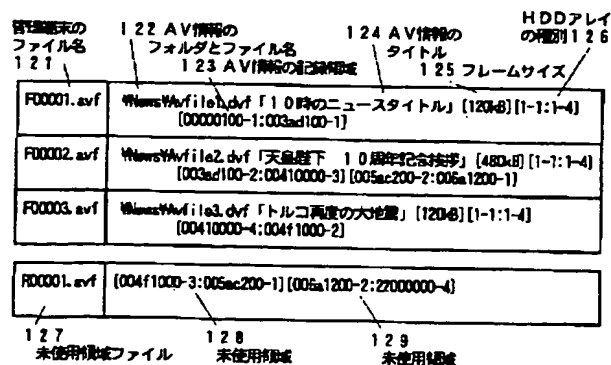 管理端末の
ファイル名
121
122 AV情報の
フォルダとファイル名
123 AV情報の記録領域
124 AV情報の
タイトル
125 フレームサイズ
HDDアレイ
の種別126
F00001.avf
¥News¥Avfile1.dvf「10時のニュースタイトル」[120kB][1-1:1-4]
[00000100-1:003ad100-1]
F00002.avf
¥News¥Avfile2.dvf「天皇陛下 10周年記念挨拶」[480kB][1-1:1-4]
[003ad100-2:00410000-3][005ac200-2:006a1200-1]
F00003.avf
¥News¥Avfile3.dvf「トルコ再度の大地震」[120kB][1-1:1-4]
[00410000-4:004f1000-2]
R00001.avf
[004f1000-3:005ac200-1][006a1200-2:22000000-4]
127
未使用領域ファイル
128
未使用領域
129
未使用領域